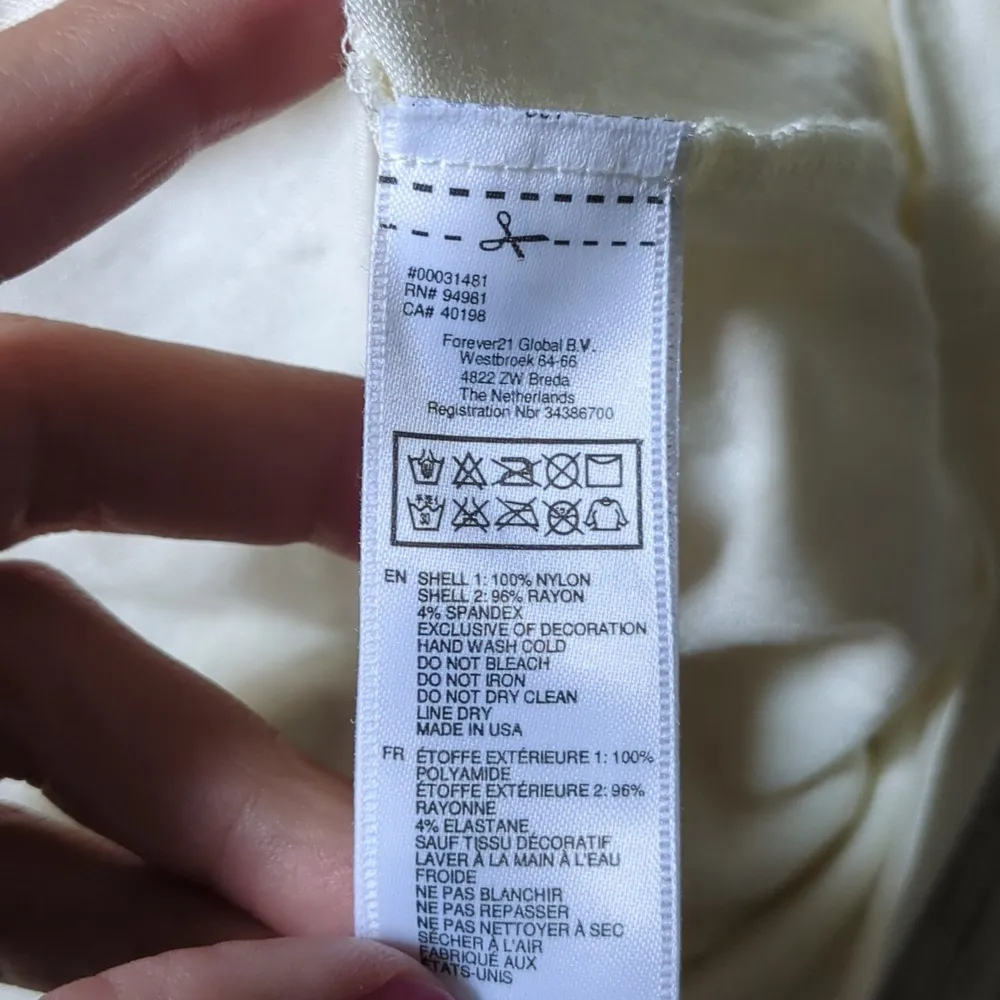 #00031481
RN# 94981
CA# 40198
Forever21 Global B.V.
Westbroek 64-66
4822 ZW Breda
The Netherlands
Registration Nbr 34386700
30
EN SHELL 1: 100% NYLON
SHELL 2: 96% RAYON
4% SPANDEX
EXCLUSIVE OF DECORATION
HAND WASH COLD
DO NOT BLEACH
DO NOT IRON
DO NOT DRY CLEAN
LINE DRY
MADE IN USA
FR ÉTOFFE EXTÉRIEURE 1: 100%
POLYAMIDE
ÉTOFFE EXTÉRIEURE 2: 96%
RAYONNE
4% ELASTANE
SAUF TISSU DÉCORATIF
LAVER À LA MAIN À L'EAU
FROIDE
NE PAS BLANCHIR
NE PAS REPASSER
NE PAS NETTOYER À SEC
SÉCHER À L'AIR
FABRIQUÉ AUX
ÉTATS-UNIS